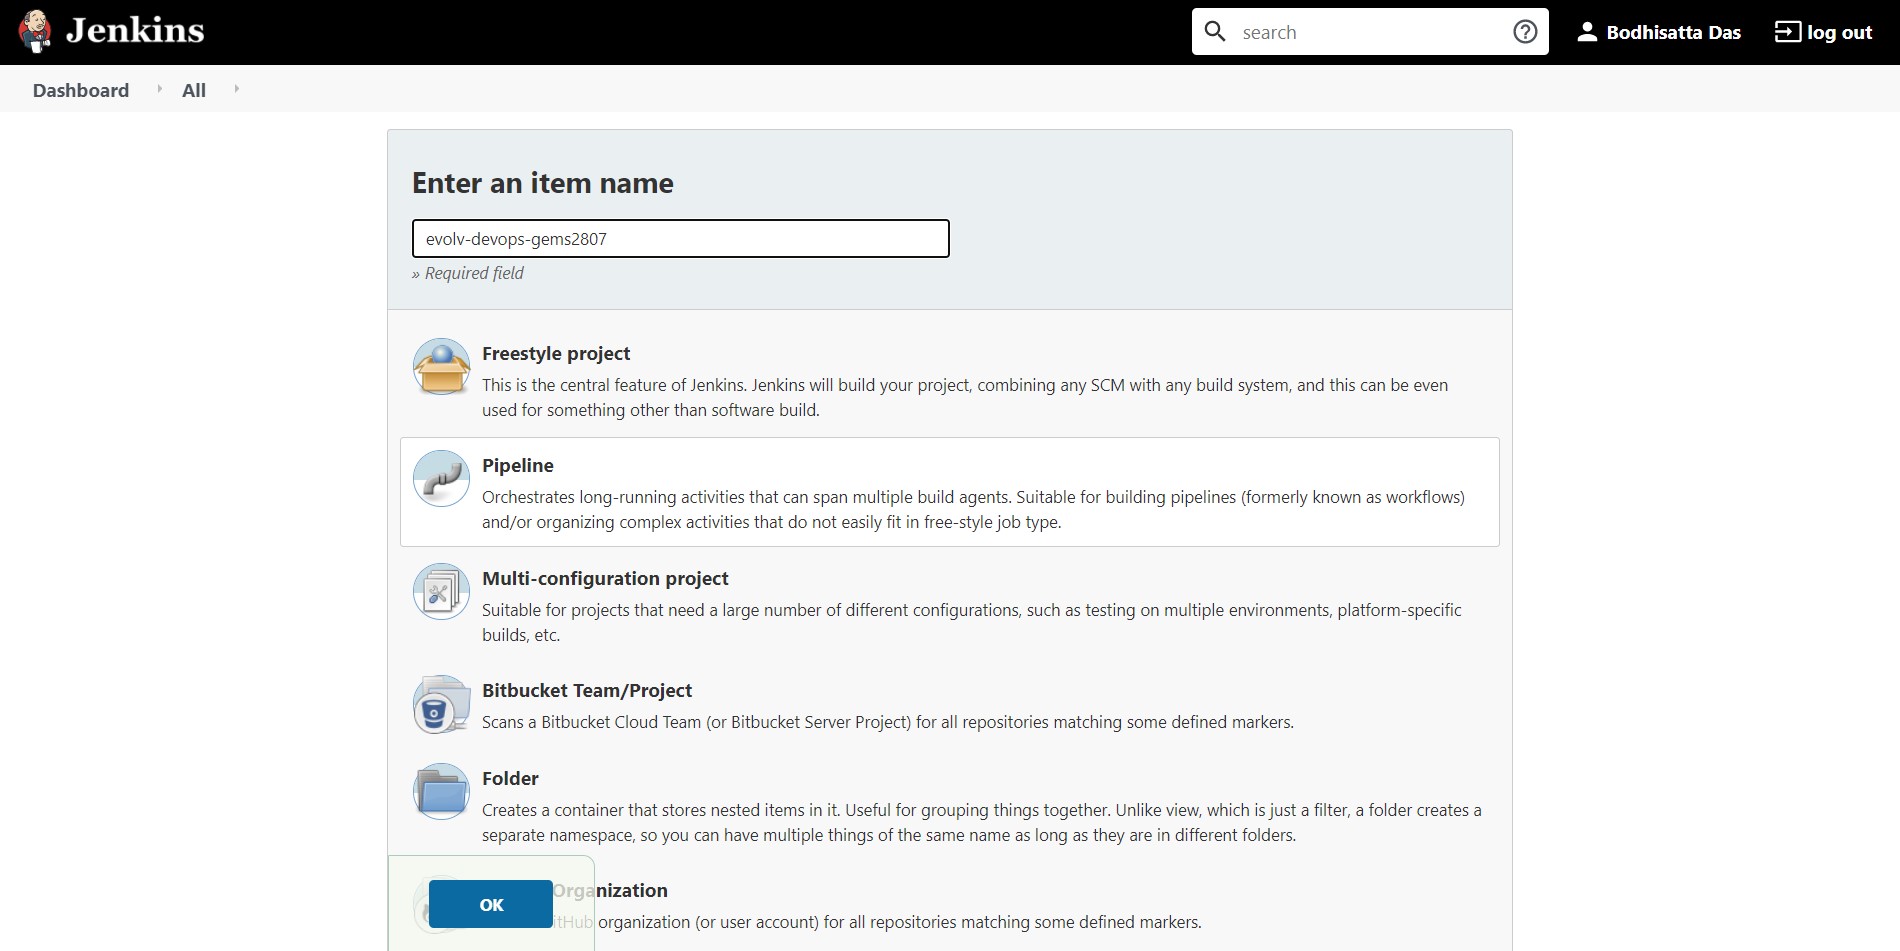 Jenkins
search
Bodhisatta Das
log out
Dashboard
All
Enter an item name
evolv-devops-gems2807
» Required field
Freestyle project
This is the central feature of Jenkins. Jenkins will build your project, combining any SCM with any build system, and this can be even
used for something other than software build.
Pipeline
Orchestrates long-running activities that can span multiple build agents. Suitable for building pipelines (formerly known as workflows)
and/or organizing complex activities that do not easily fit in free-style job type.
Multi-configuration project
Suitable for projects that need a large number of different configurations, such as testing on multiple environments, platform-specific
builds, etc.
Bitbucket Team/Project
Scans a Bitbucket Cloud Team (or Bitbucket Server Project) for all repositories matching some defined markers.
Folder
Creates a container that stores nested items in it. Useful for grouping things together. Unlike view, which is just a filter, a folder creates a
separate namespace, so you can have multiple things of the same name as long as they are in different folders.
Organization
OK
itHub organization (or user account) for all repositories matching some defined markers.